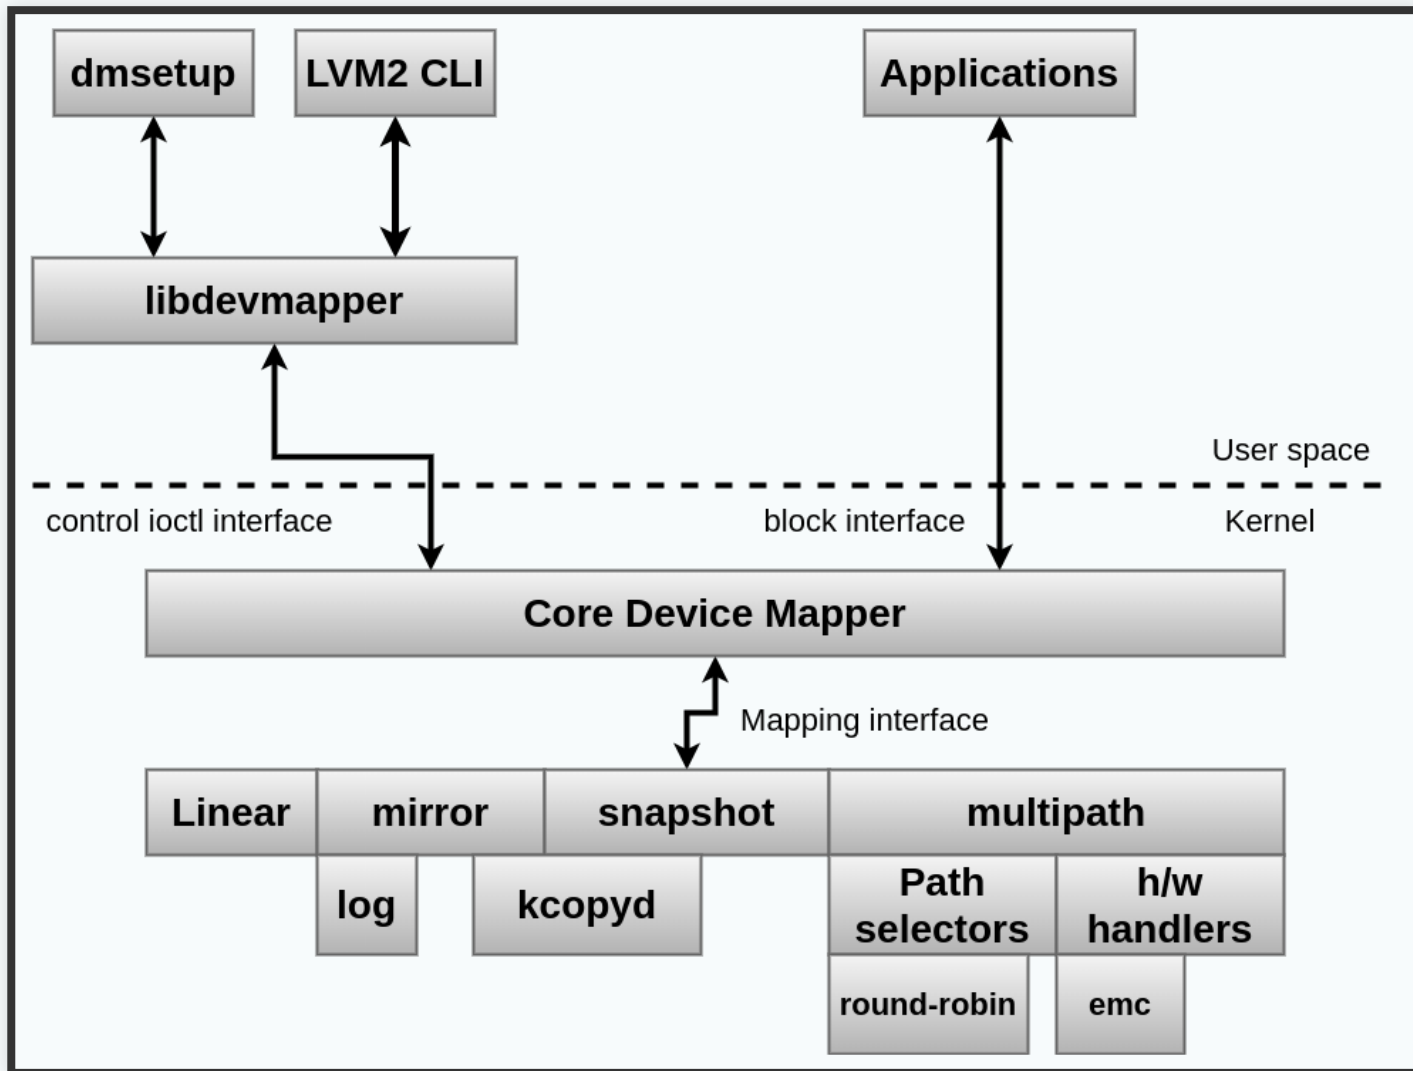 dmsetup
LVM2 CLI
Applications
libdevmapper
User space
control ioctl interface
block interface
Kernel
Core Device Mapper
Mapping interface
Linear
mirror
snapshot
multipath
log
kcopyd
Path
selectors
h/w
handlers
round-robin
emc